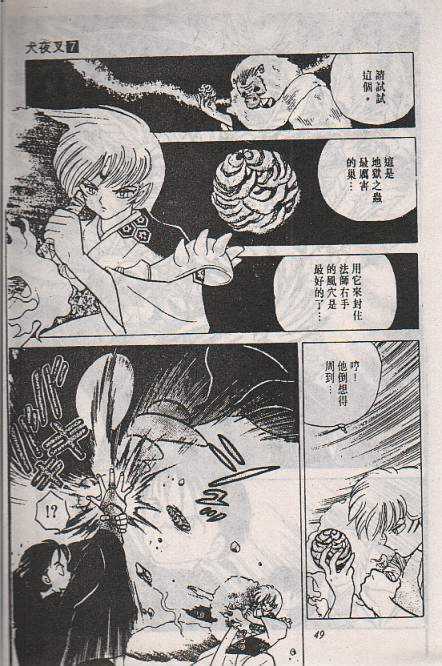 犬夜叉7
請試試
這個。
這是
地獄之蟲
最厲害
的巢…
用它來封住
法師右手
的風穴是
最好的了…
哼!
他倒想得
周到…
!?
49